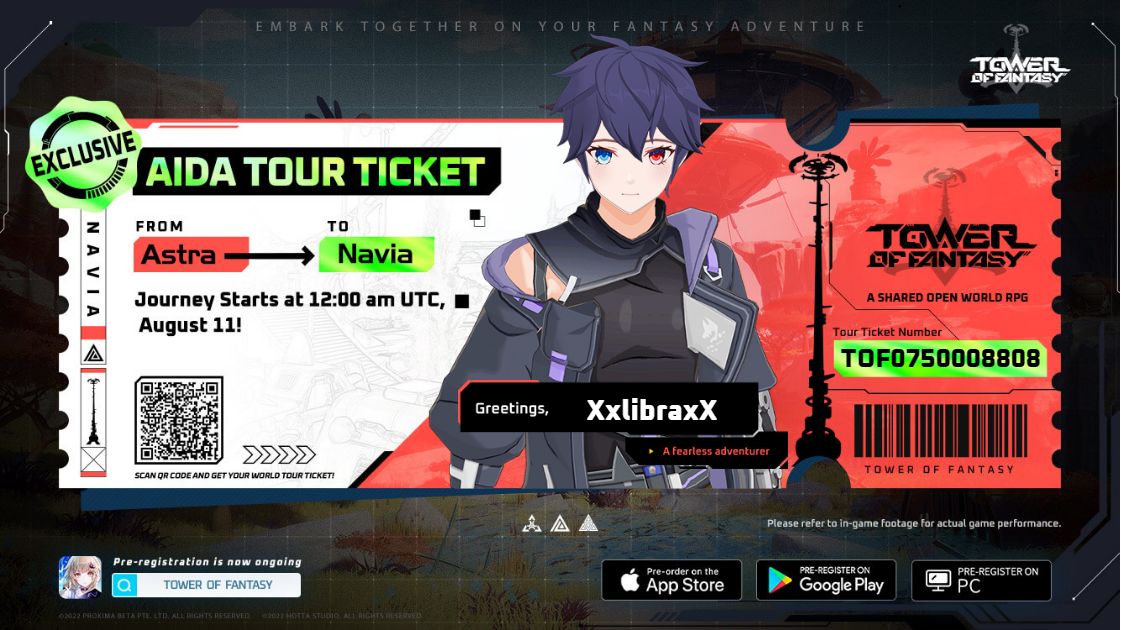 EMBARK TOGETHER ON YOUR FANTASY ADVENTURE
TOWER
OF FANTASY
EXCLUSIVE
AIDA TOUR TICKET
NAVIA
FROM
TO
Astra
Navia
Journey Starts at 12:00 am UTC,
August 11!
SCAN QR CODE AND GET YOUR WORLD TOUR TICKET!
Greetings, XxlibraxX
A fearless adventurer
TOWER
OF FANTASY
A SHARED OPEN WORLD RPG
Tour Ticket Number
TOF0750008808
TOWER OF FANTASY
Please refer to in-game footage for actual game performance.
Pre-registration is now ongoing
TOWER OF FANTASY
Pre-order on the
App Store
PRE-REGISTER ON
Google Play
PRE-REGISTER ON
PC
©2022 PROXIMA BETA PTE. LTD. ALL RIGHTS RESERVED. ©2022 HOTTA STUDIO. ALL RIGHTS RESERVED.